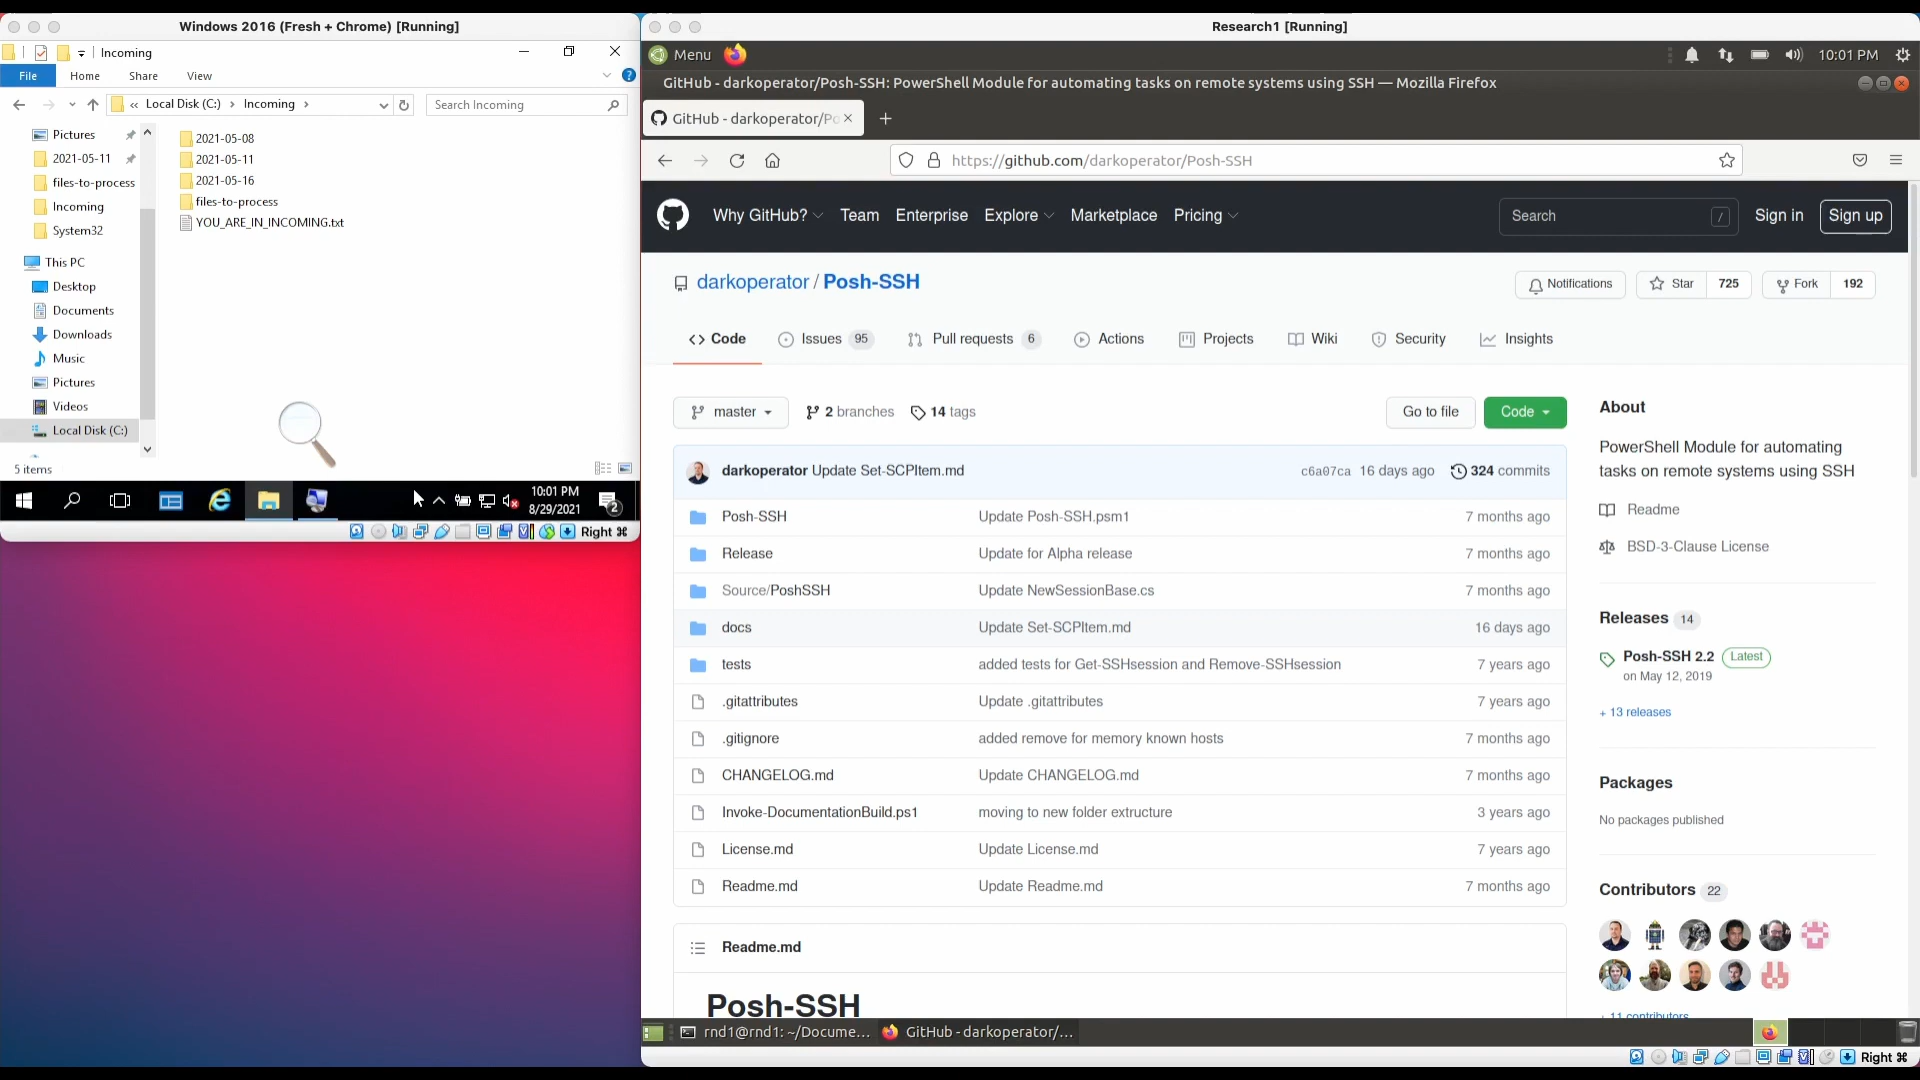 Windows 2016 (Fresh + Chrome) [Running]
Incoming
File Home Share View
« Local Disk (C:) > Incoming >
Search Incoming
Pictures
2021-05-11
files-to-process
Incoming
System32
This PC
Desktop
Documents
Downloads
Music
Pictures
Videos
Local Disk (C:)
2021-05-08
2021-05-11
2021-05-16
files-to-process
YOU_ARE_IN_INCOMING.txt
5 items
10:01 PM
8/29/2021
2
Right ⌘
Research1 [Running]
Menu
10:01 PM
GitHub - darkoperator/Posh-SSH: PowerShell Module for automating tasks on remote systems using SSH — Mozilla Firefox
GitHub - darkoperator/Po
https://github.com/darkoperator/Posh-SSH
Why GitHub? Team Enterprise Explore Marketplace Pricing
Search /
Sign in
Sign up
darkoperator / Posh-SSH
Notifications
Star 725
Fork 192
<> Code
Issues 95
Pull requests 6
Actions
Projects
Wiki
Security
Insights
master
2 branches
14 tags
Go to file
Code
darkoperator Update Set-SCPItem.md c6a07ca 16 days ago 324 commits
Posh-SSH Update Posh-SSH.psm1 7 months ago
Release Update for Alpha release 7 months ago
Source/PoshSSH Update NewSessionBase.cs 7 months ago
docs Update Set-SCPItem.md 16 days ago
tests added tests for Get-SSHsession and Remove-SSHsession 7 years ago
.gitattributes Update .gitattributes 7 years ago
.gitignore added remove for memory known hosts 7 months ago
CHANGELOG.md Update CHANGELOG.md 7 months ago
Invoke-DocumentationBuild.ps1 moving to new folder extructure 3 years ago
License.md Update License.md 7 years ago
Readme.md Update Readme.md 7 months ago
Readme.md
Posh-SSH
About
PowerShell Module for automating
tasks on remote systems using SSH
Readme
BSD-3-Clause License
Releases 14
Posh-SSH 2.2 Latest
on May 12, 2019
+ 13 releases
Packages
No packages published
Contributors 22
+ 11 contributors
rnd1@rnd1: ~/Docume...
GitHub - darkoperator/...
Right ⌘